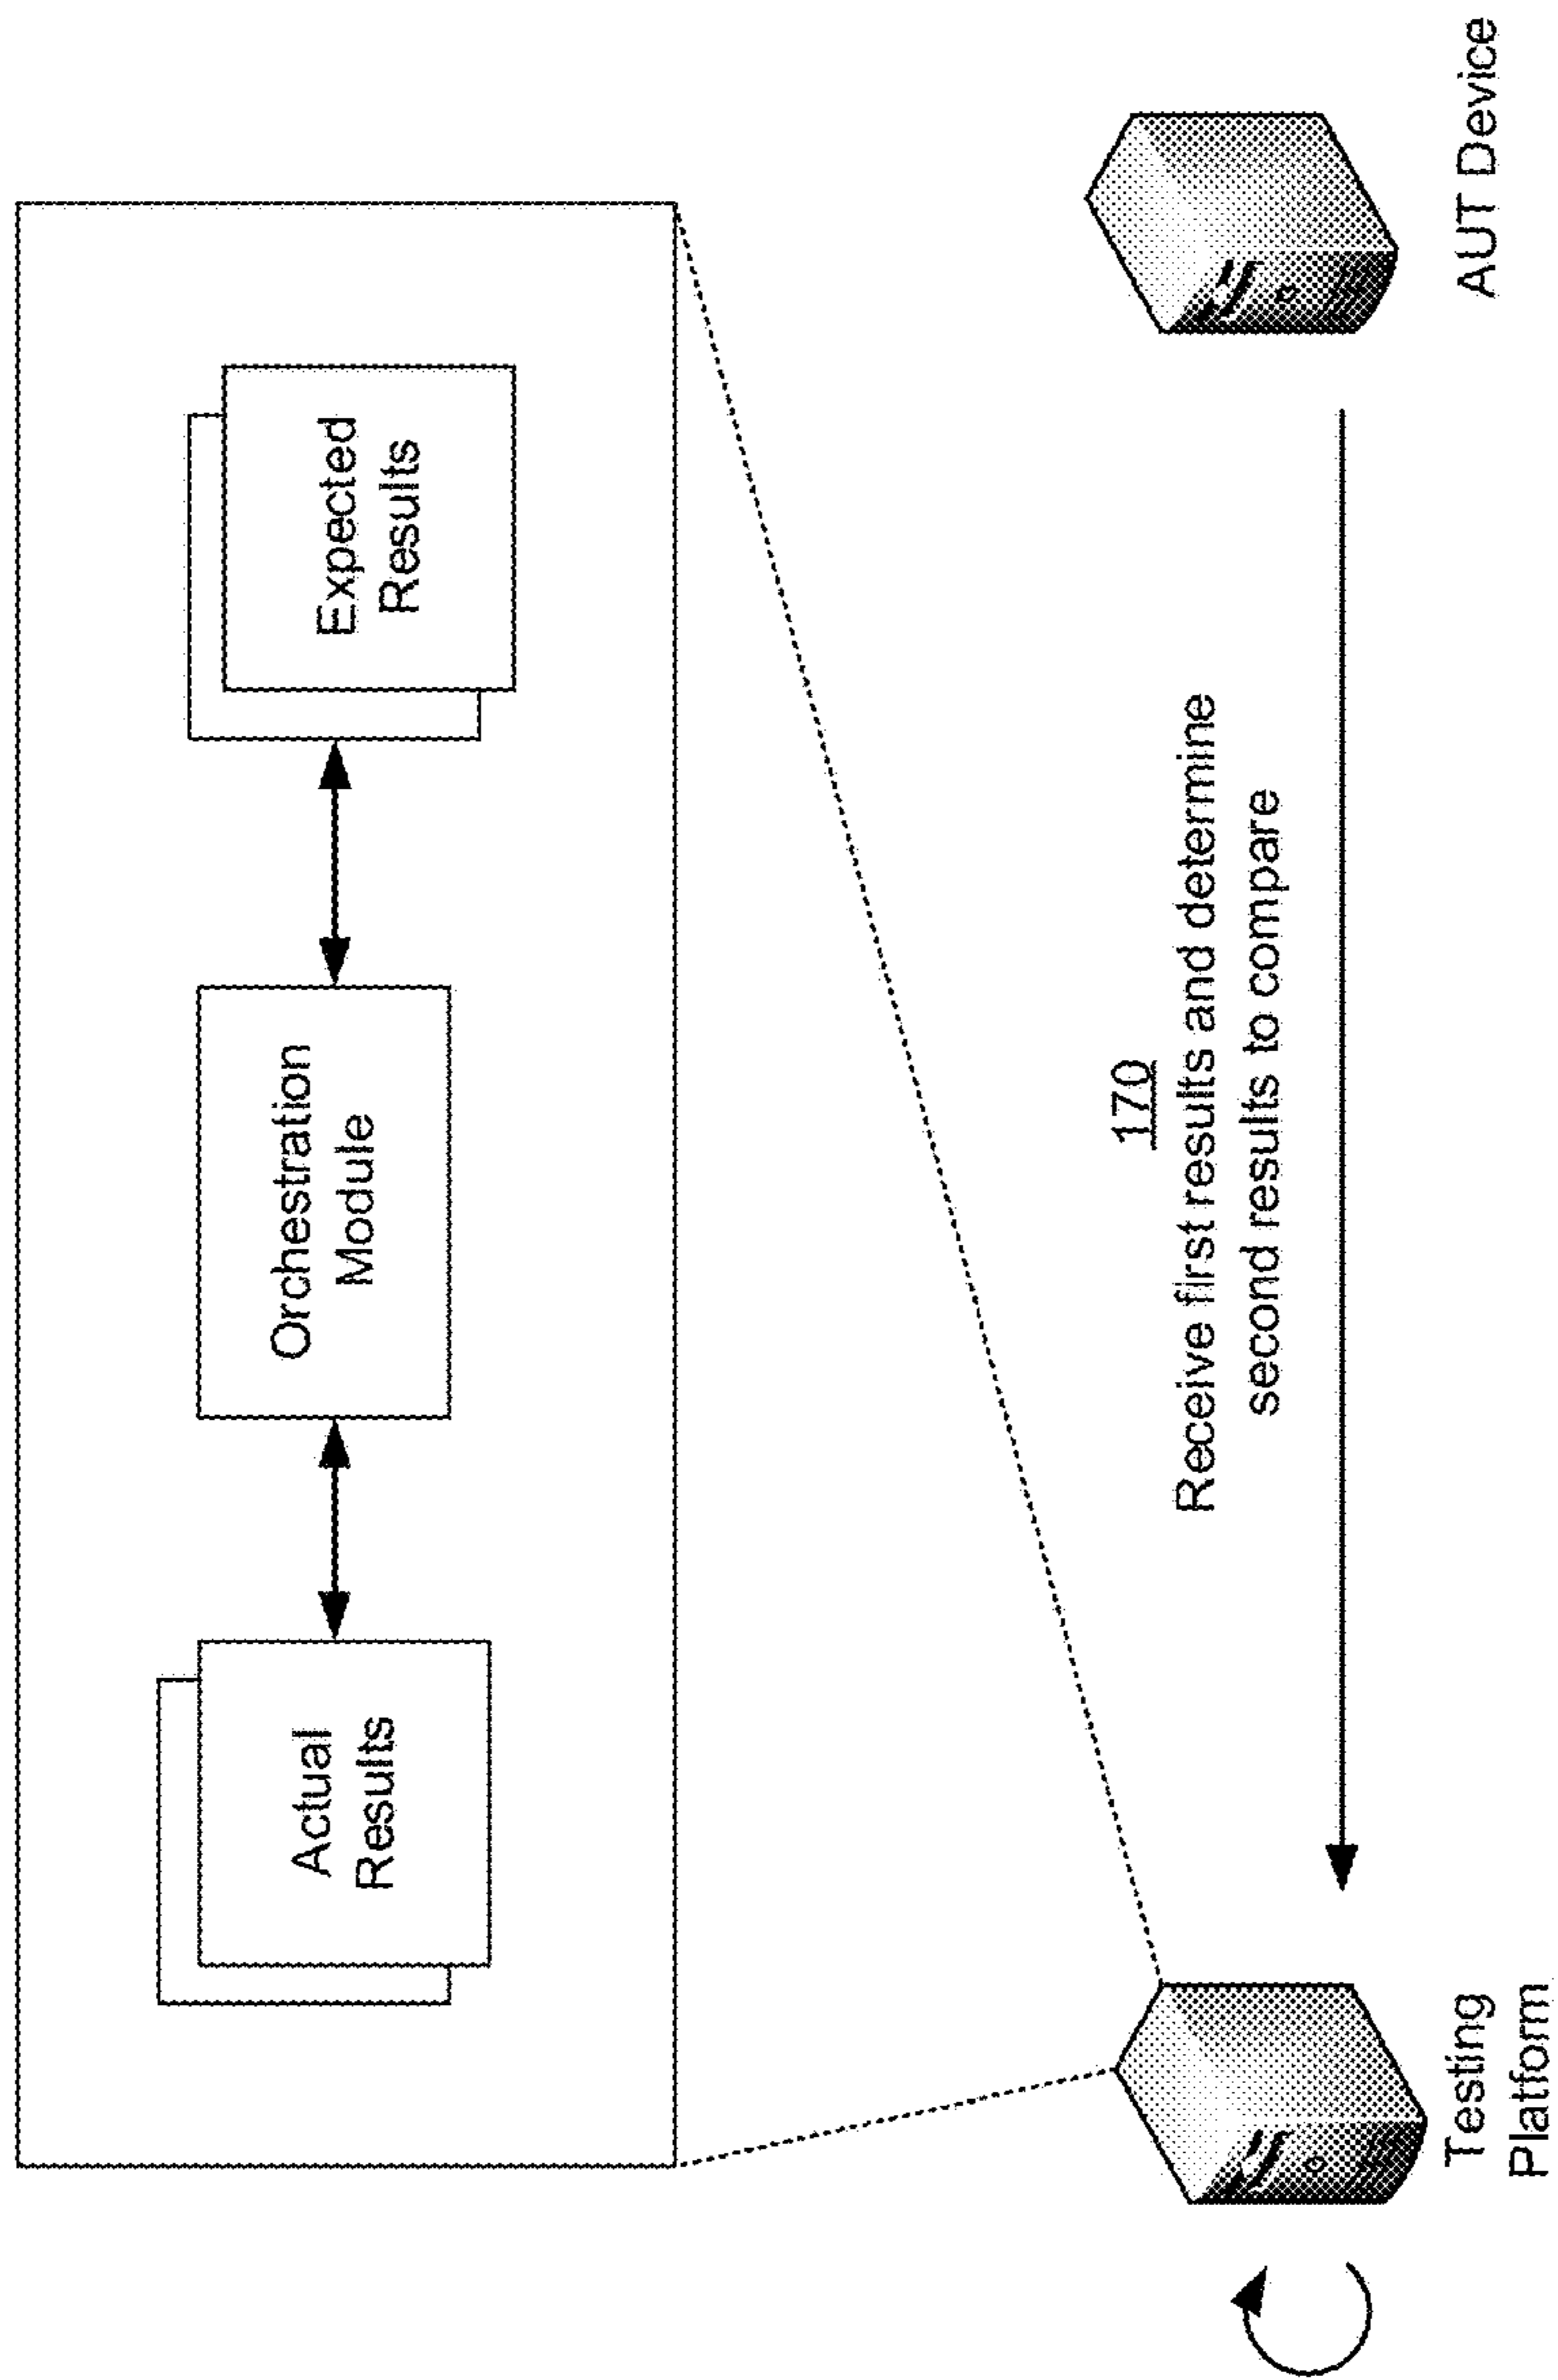 Actual
Results
Orchestration
Module
Expected
Results
170
Receive first results and determine
second results to compare
Testing
Platform
AUT Device